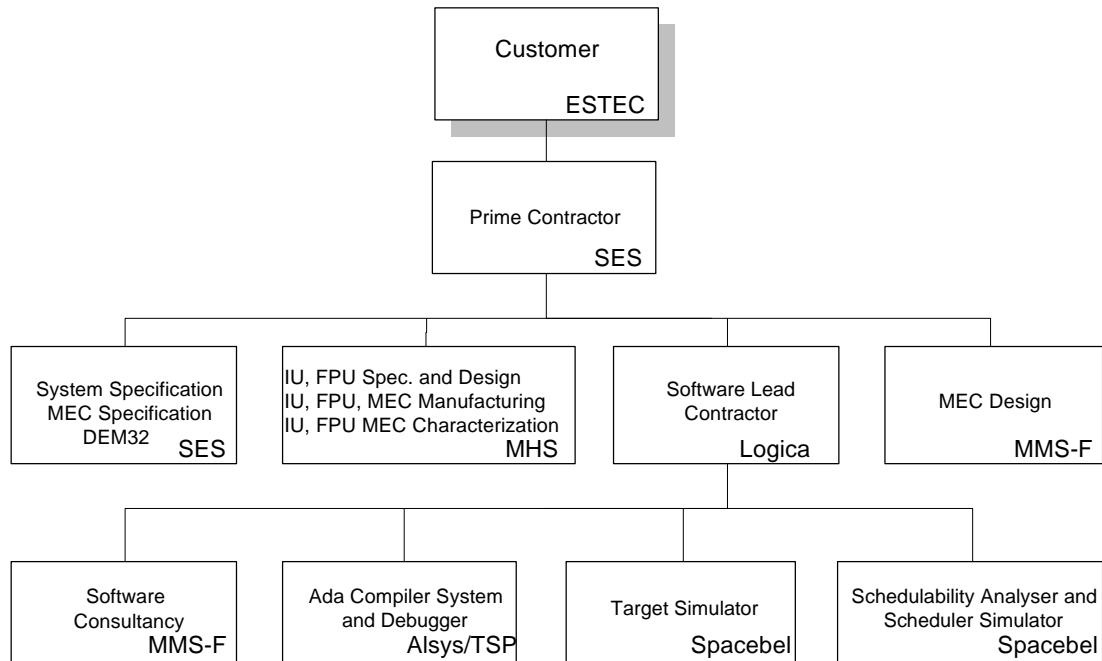 Customer
ESTEC
Prime Contractor
SES
System Specification
MEC Specification
DEM32
SES
IU, FPU Spec. and Design
IU, FPU, MEC Manufacturing
IU, FPU MEC Characterization
MHS
Software Lead
Contractor
Logica
MEC Design
MMS-F
Software
Consultancy
MMS-F
Ada Compiler System
and Debugger
Alsys/TSP
Target Simulator
Spacebel
Schedulability Analyser and
Scheduler Simulator
Spacebel